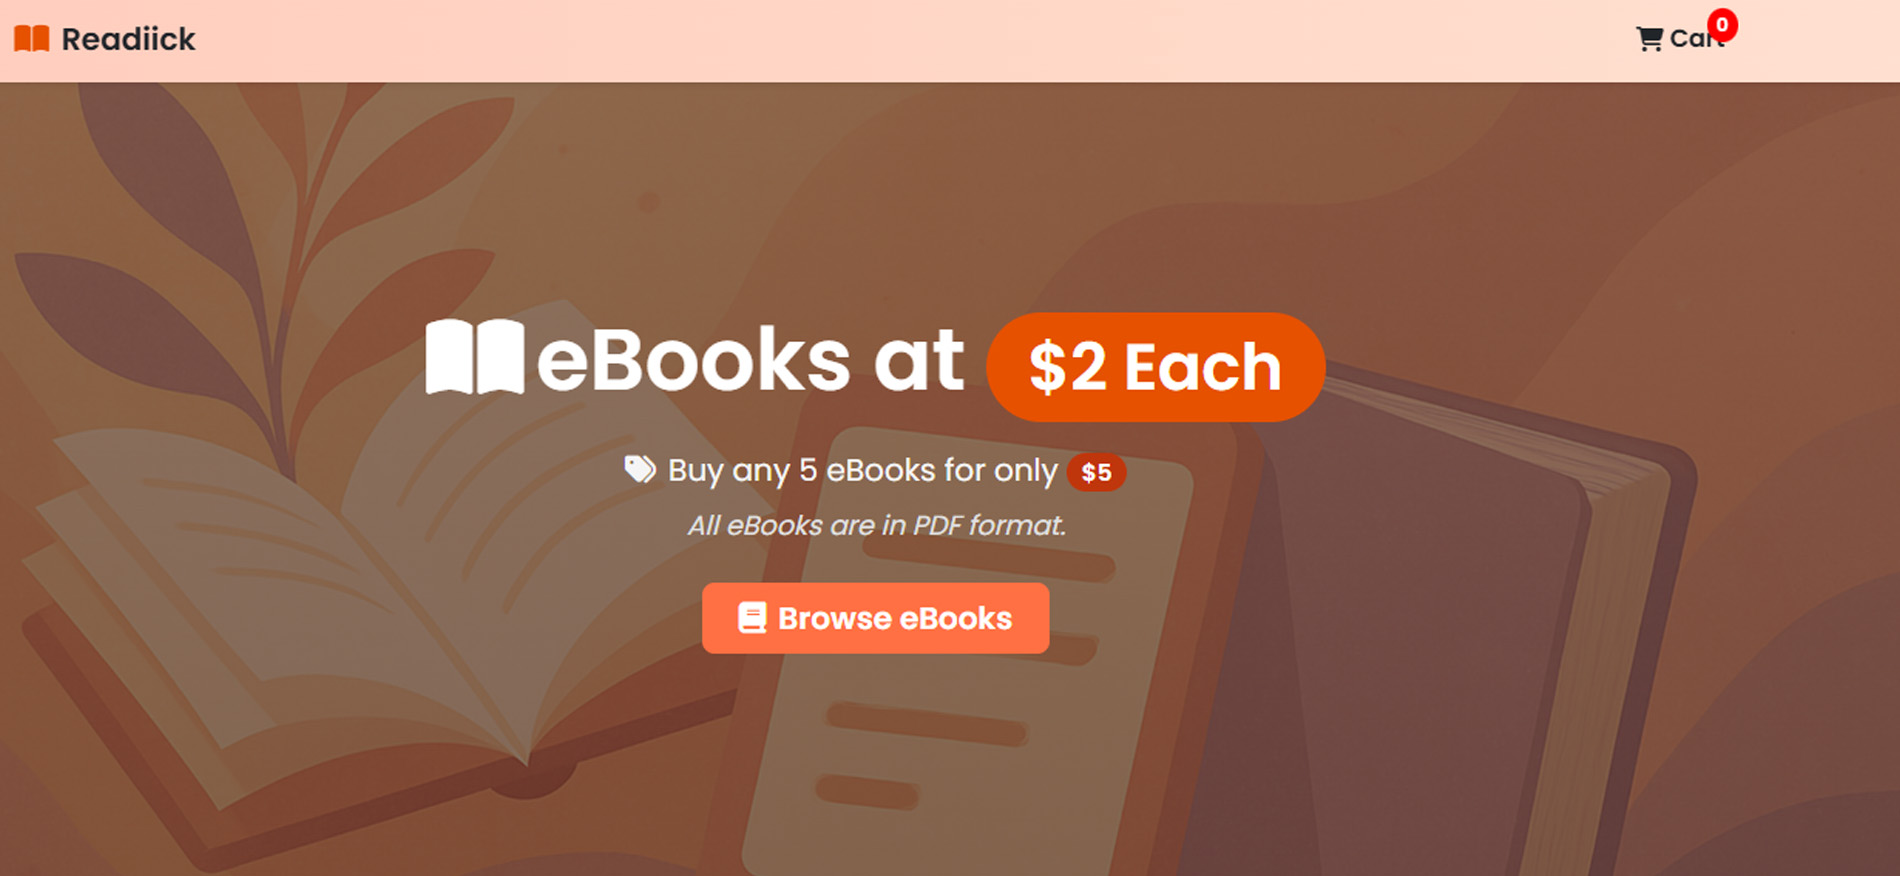 Readiick
Cart 0
eBooks at $2 Each
Buy any 5 eBooks for only $5
All eBooks are in PDF format.
Browse eBooks